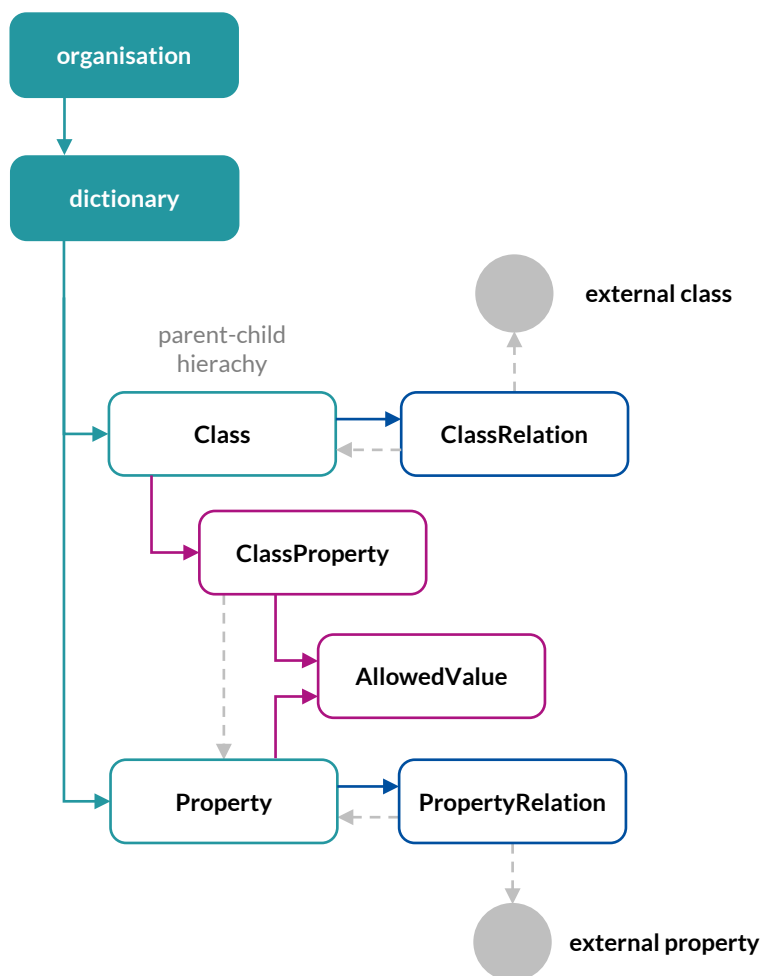 organisation
dictionary
external class
parent-child
hierachy
Class
ClassRelation
ClassProperty
AllowedValue
Property
PropertyRelation
external property